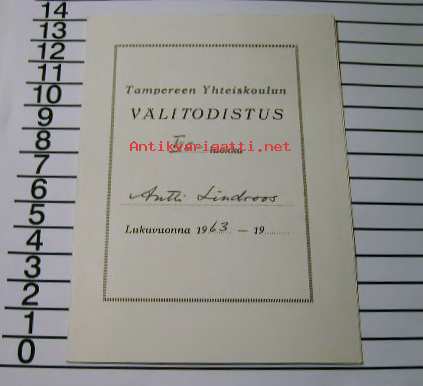 14
13
12
11
10
9
8
7
6
5
4
3
2
1
0
Tampereen Yhteiskoulun
VÄLITODISTUS
luokka
Antikvariaatti.net
Antti Lindroos
Lukuvuonna 1963 — 19